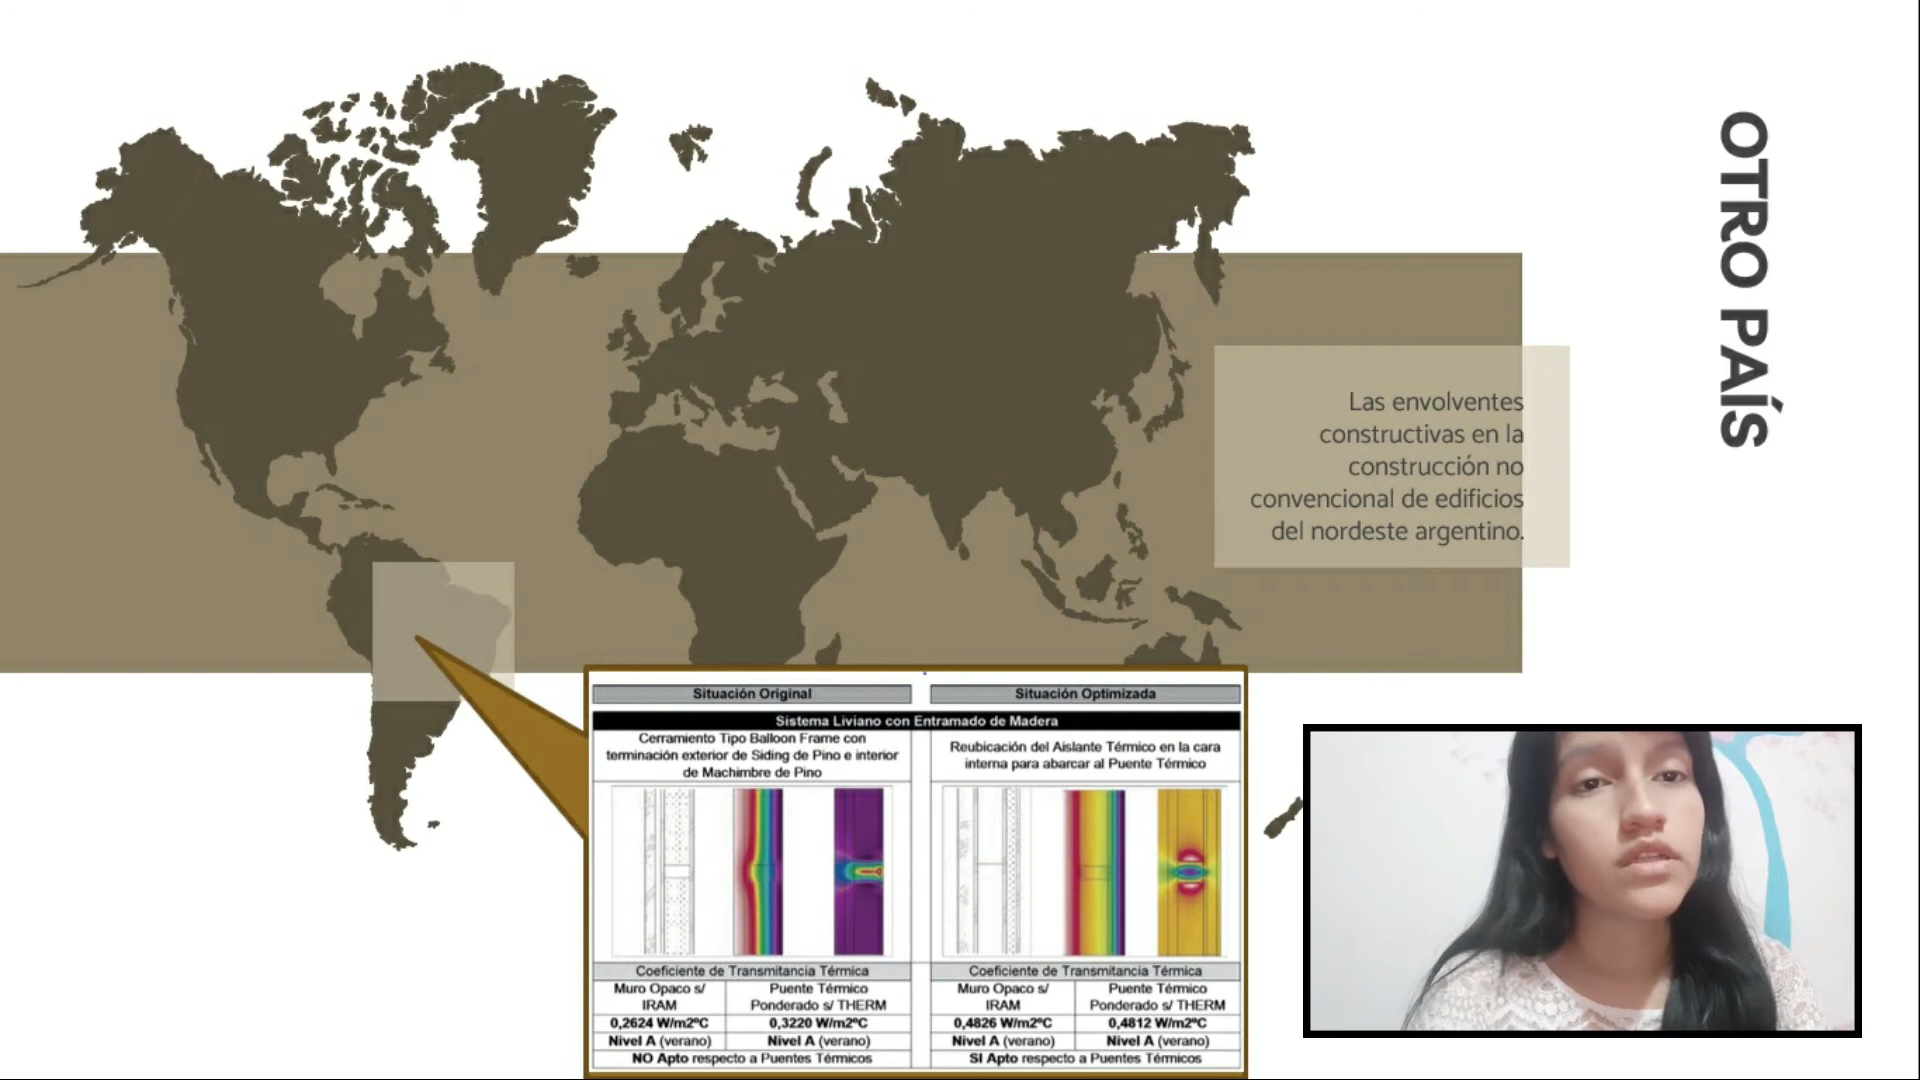 OTRO PAÍS
Las envolventes
constructivas en la
construcción no
convencional de edificios
del nordeste argentino.
Situación Original
Situación Optimizada
Sistema Liviano con Entramado de Madera
Cerramiento Tipo Balloon Frame con
terminación exterior de Siding de Pino e interior
de Machimbre de Pino
Reubicación del Aislante Térmico en la cara
interna para abarcar al Puente Térmico
Coeficiente de Transmitancia Térmica
Coeficiente de Transmitancia Térmica
Muro Opaco s/
IRAM
Puente Térmico
Ponderado s/ THERM
Muro Opaco s/
IRAM
Puente Térmico
Ponderado s/ THERM
0,2624 W/m2ºC
0,3220 W/m2ºC
0,4826 W/m2ºC
0,4812 W/m2ºC
Nivel A (verano)
Nivel A (verano)
Nivel A (verano)
Nivel A (verano)
NO Apto respecto a Puentes Térmicos
SI Apto respecto a Puentes Térmicos